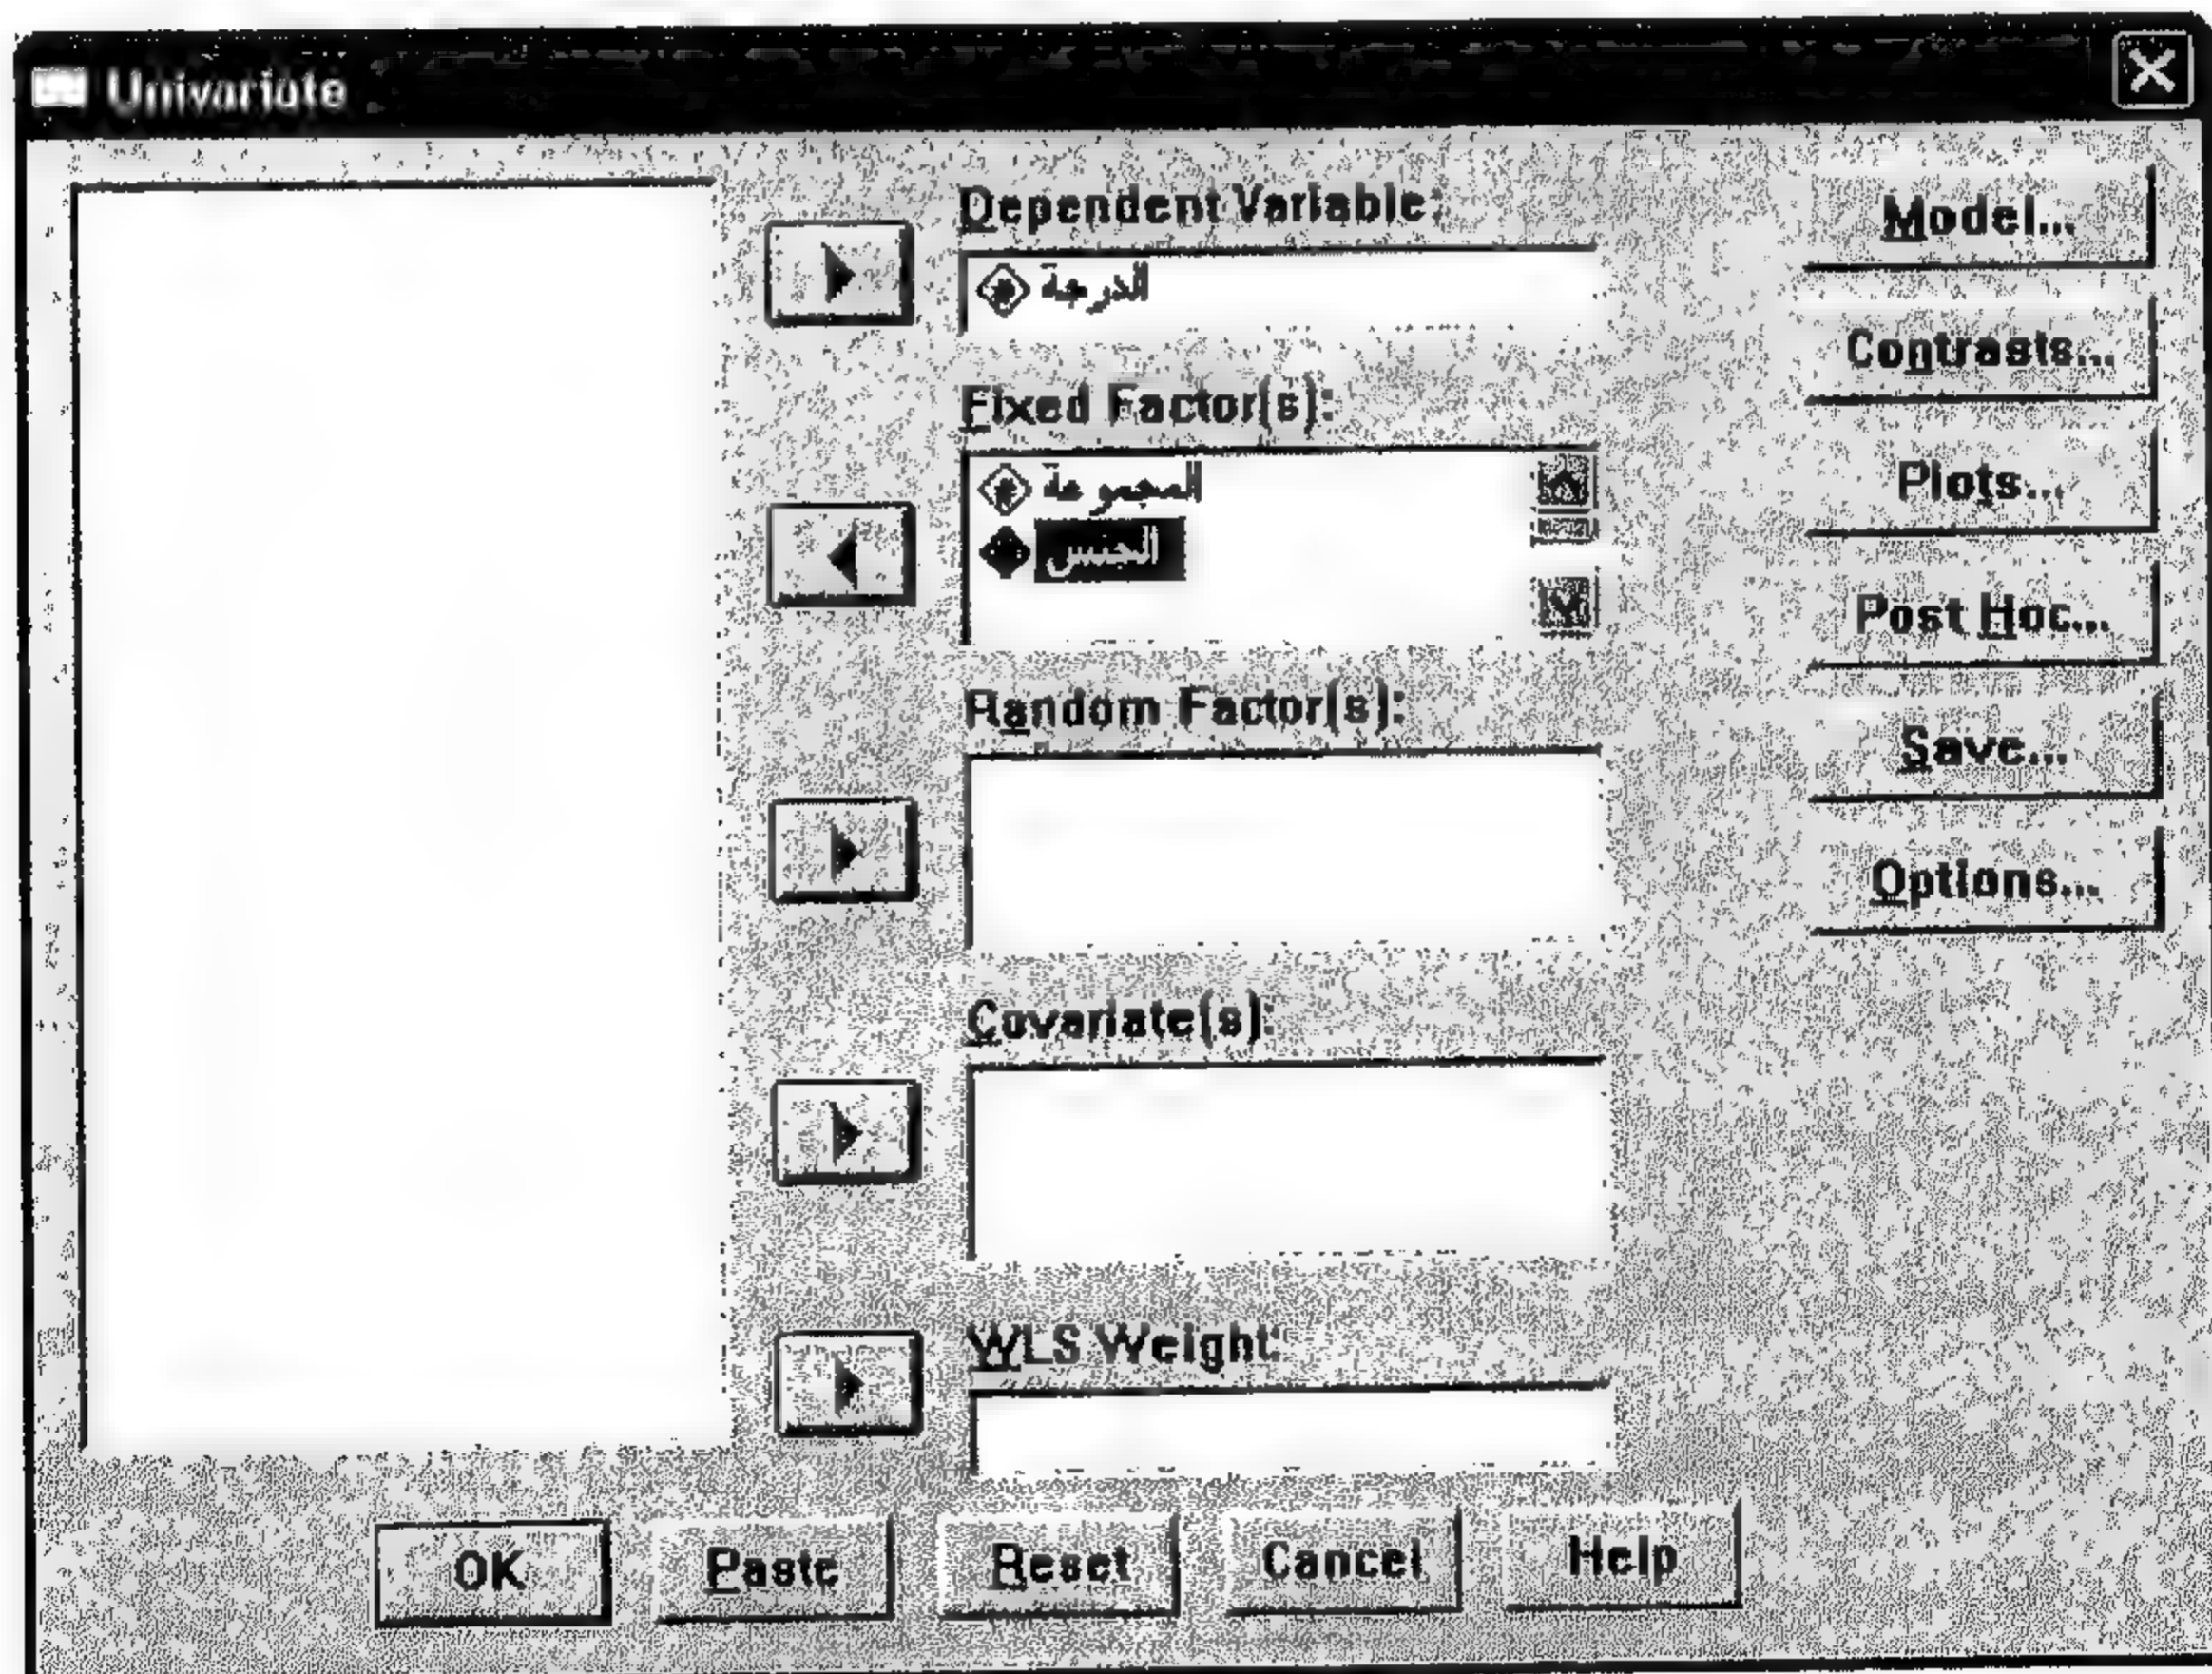 Univariate
Dependent Variable:
الدرجة
Fixed Factor(s):
المجموعة
الجنس
Random Factor(s):
Covariate(s):
WLS Weight:
Model...
Contrasts...
Plots...
Post Hoc...
Save...
Options...
OK
Paste
Reset
Cancel
Help